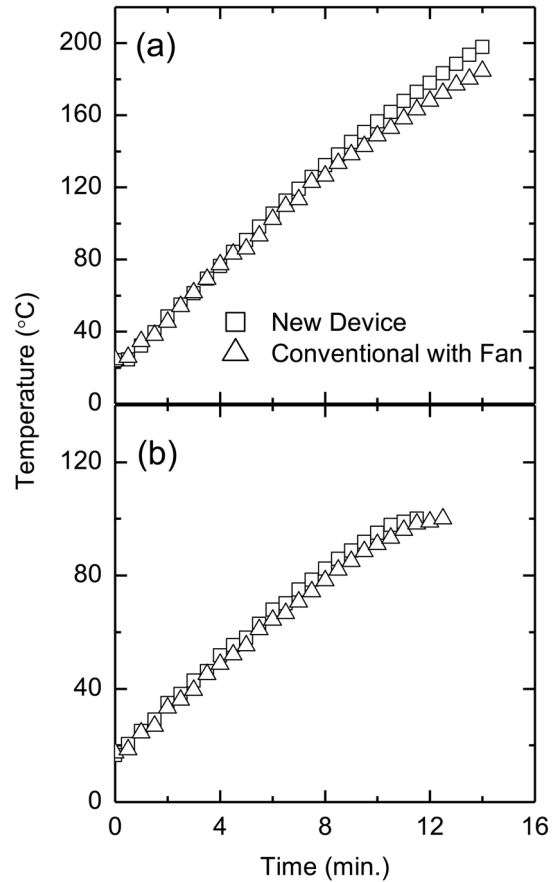 (a)
200
160
120
80
40
0
New Device
Conventional with Fan
Temperature (°C)
(b)
120
80
40
0
0 4 8 12 16
Time (min.)